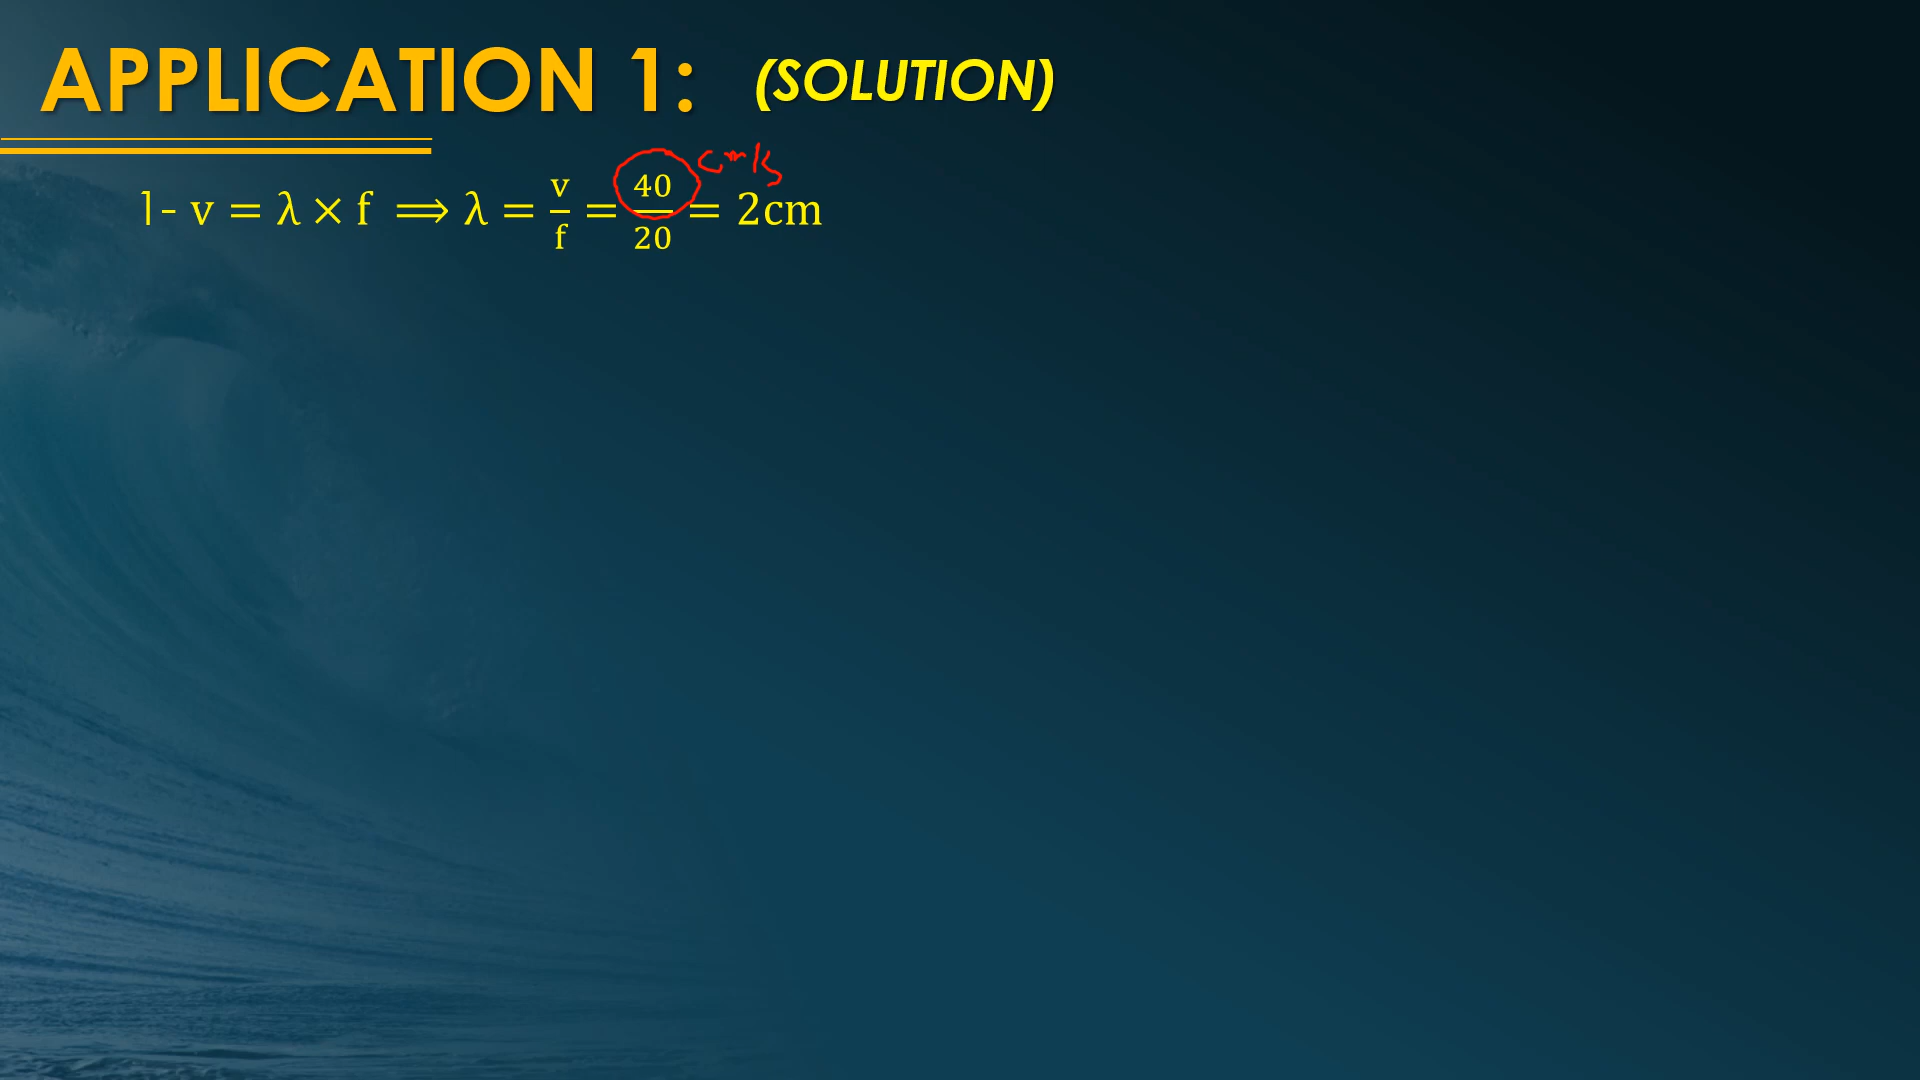 APPLICATION 1: (SOLUTION)
cm/s
1- v = λ × f ⟹ λ = v/f = 40/20 = 2cm